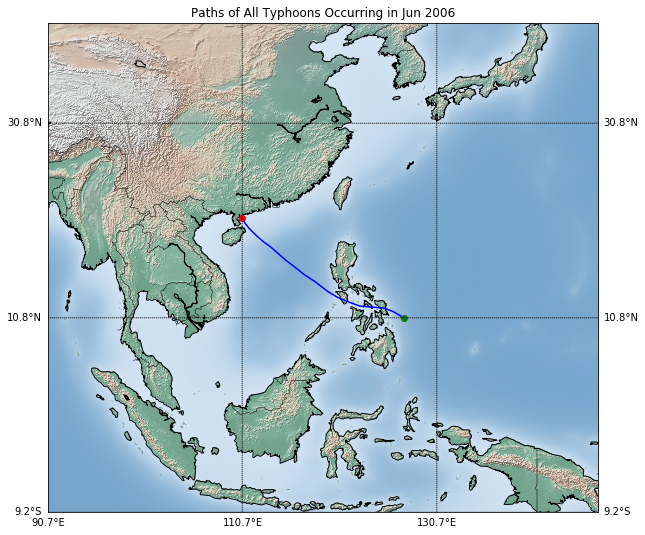 Paths of All Typhoons Occurring in Jun 2006
30.8°N 30.8°N
10.8°N 10.8°N
9.2°S 9.2°S
90.7°E 110.7°E 130.7°E